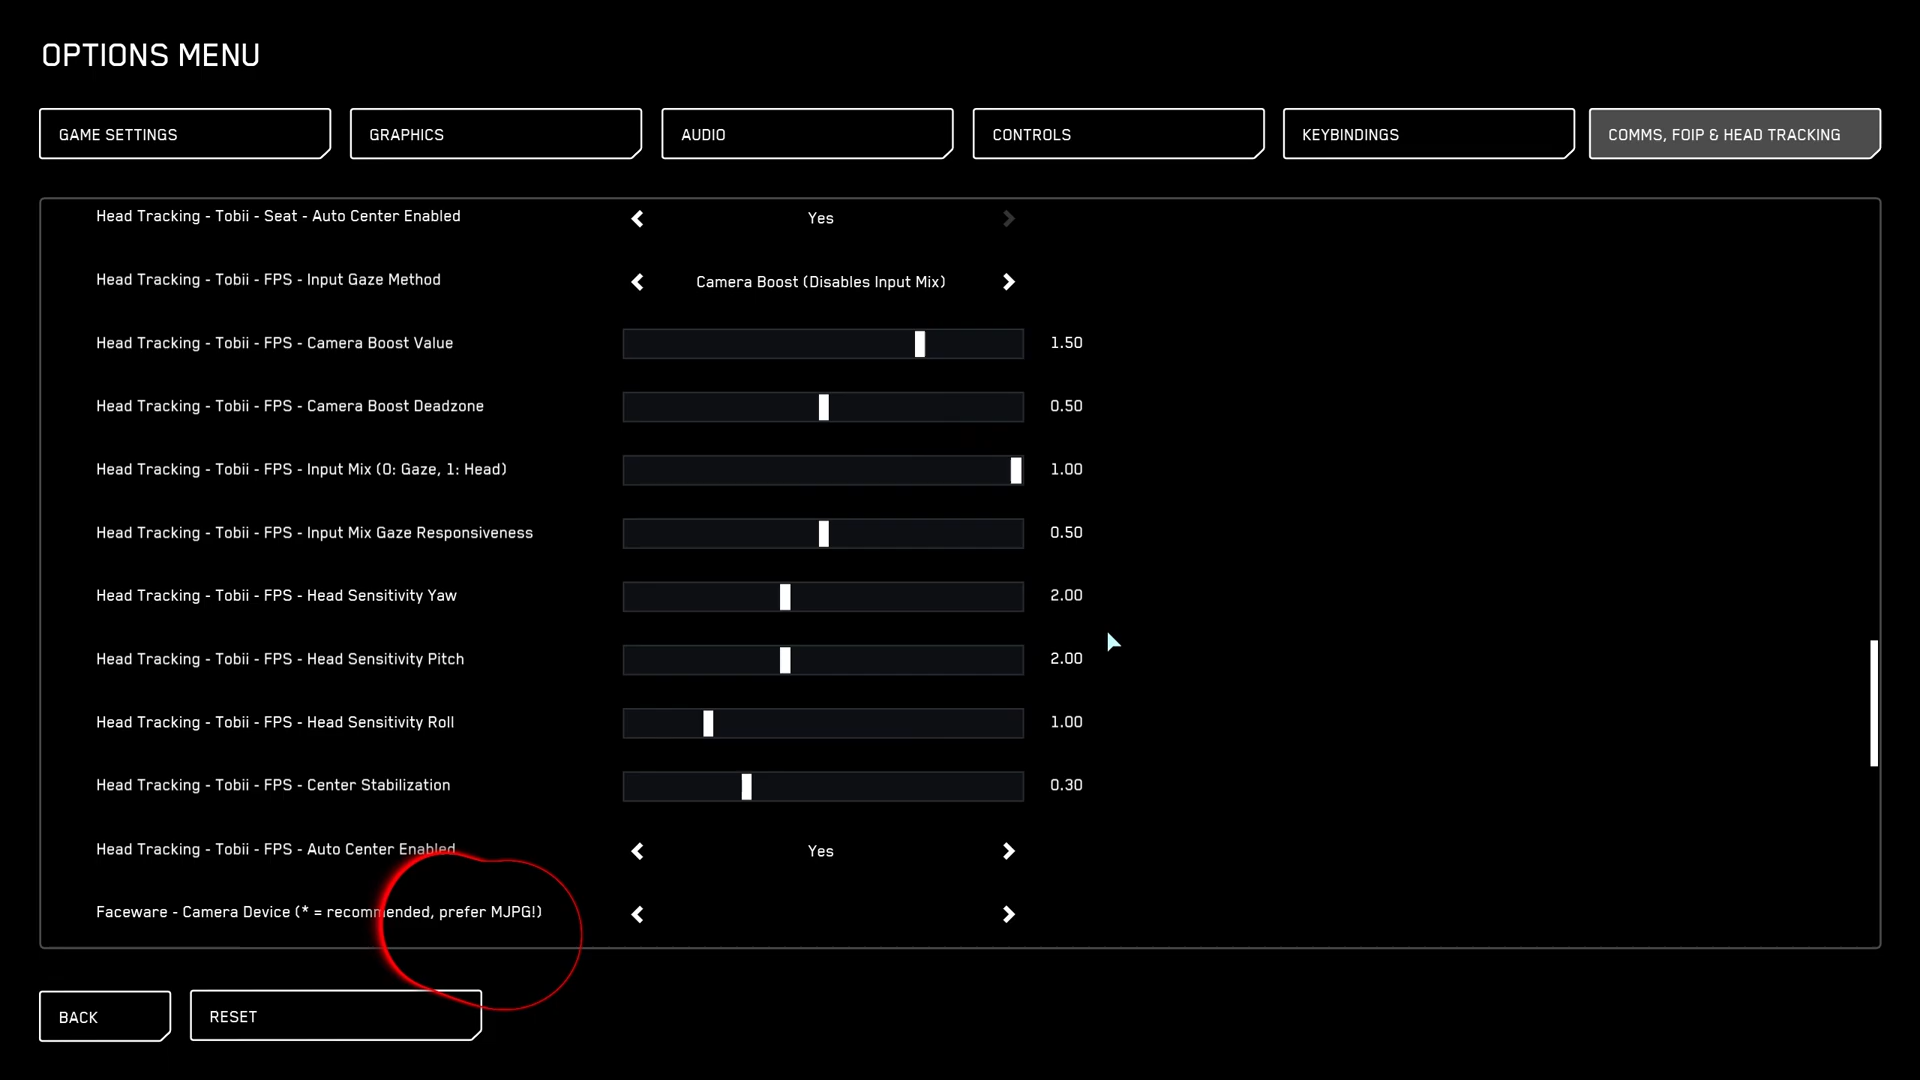 OPTIONS MENU
GAME SETTINGS
GRAPHICS
AUDIO
CONTROLS
KEYBINDINGS
COMMS, FOIP & HEAD TRACKING
Head Tracking - Tobii - Seat - Auto Center Enabled Yes
Head Tracking - Tobii - FPS - Input Gaze Method Camera Boost (Disables Input Mix)
Head Tracking - Tobii - FPS - Camera Boost Value 1.50
Head Tracking - Tobii - FPS - Camera Boost Deadzone 0.50
Head Tracking - Tobii - FPS - Input Mix (0: Gaze, 1: Head) 1.00
Head Tracking - Tobii - FPS - Input Mix Gaze Responsiveness 0.50
Head Tracking - Tobii - FPS - Head Sensitivity Yaw 2.00
Head Tracking - Tobii - FPS - Head Sensitivity Pitch 2.00
Head Tracking - Tobii - FPS - Head Sensitivity Roll 1.00
Head Tracking - Tobii - FPS - Center Stabilization 0.30
Head Tracking - Tobii - FPS - Auto Center Enabled Yes
Faceware - Camera Device (* = recommended, prefer MJPG!)
BACK
RESET